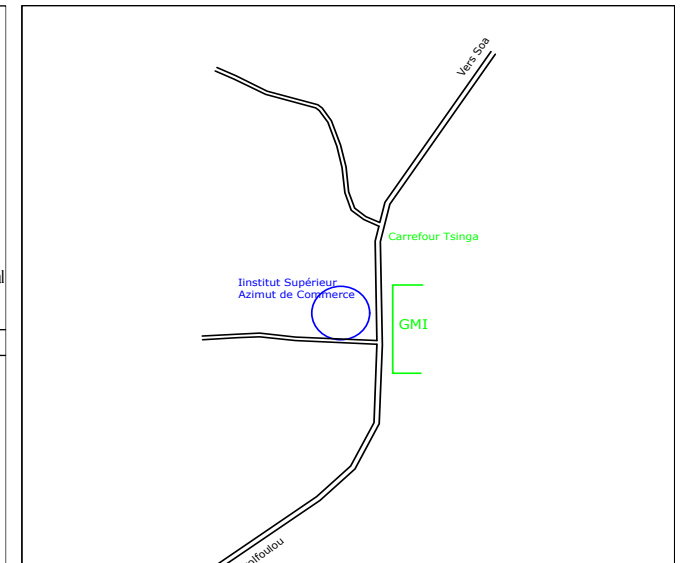 Vers Soa
Carrefour Tsinga
Iinstitut Supérieur
Azimut de Commerce
GMI